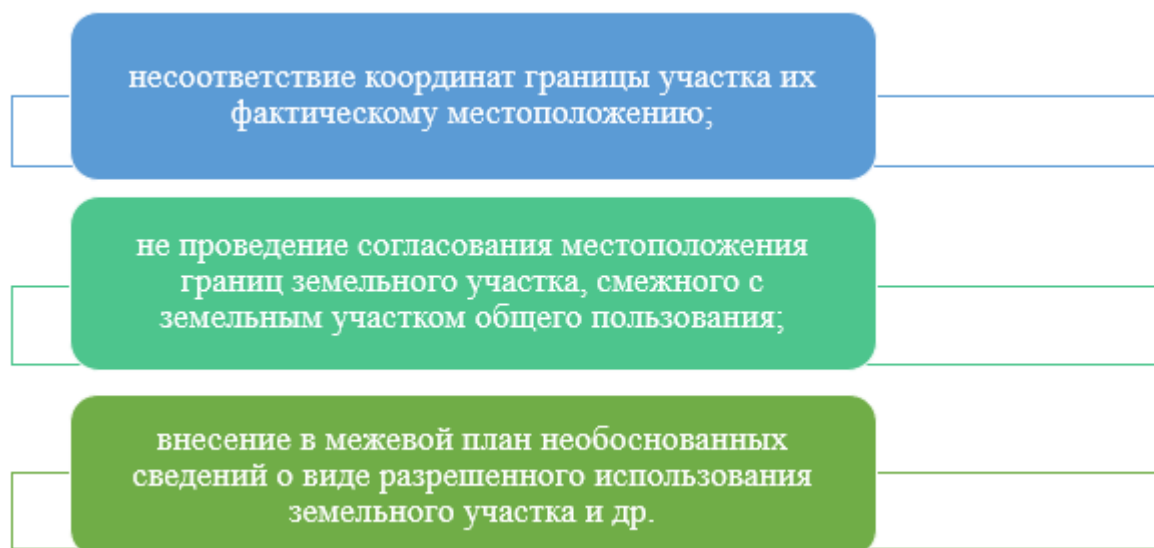 несоответствие координат границы участка их
фактическому местоположению;
не проведение согласования местоположения
границ земельного участка, смежного с
земельным участком общего пользования;
внесение в межевой план необоснованных
сведений о виде разрешенного использования
земельного участка и др.